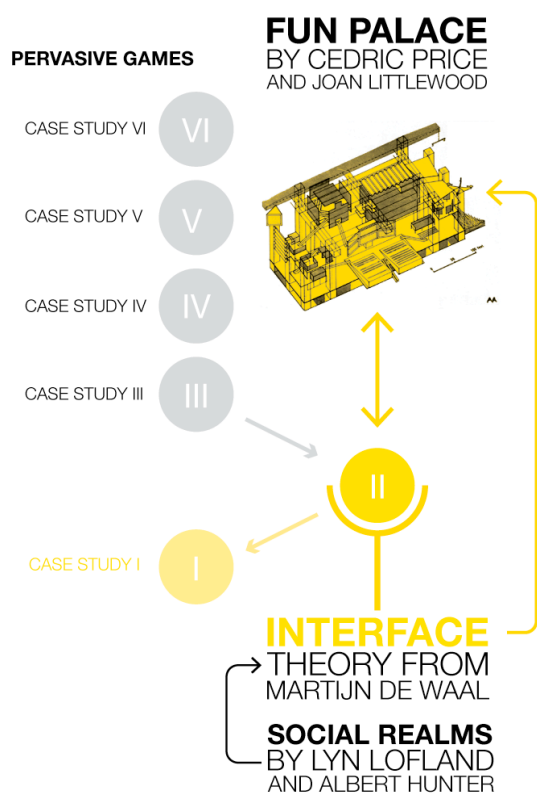 FUN PALACE
BY CEDRIC PRICE
AND JOAN LITTLEWOOD
PERVASIVE GAMES
CASE STUDY VI
VI
CASE STUDY V
V
CASE STUDY IV
IV
CASE STUDY III
III
II
CASE STUDY I
I
INTERFACE
THEORY FROM
MARTIJN DE WAAL
SOCIAL REALMS
BY LYN LOFLAND
AND ALBERT HUNTER